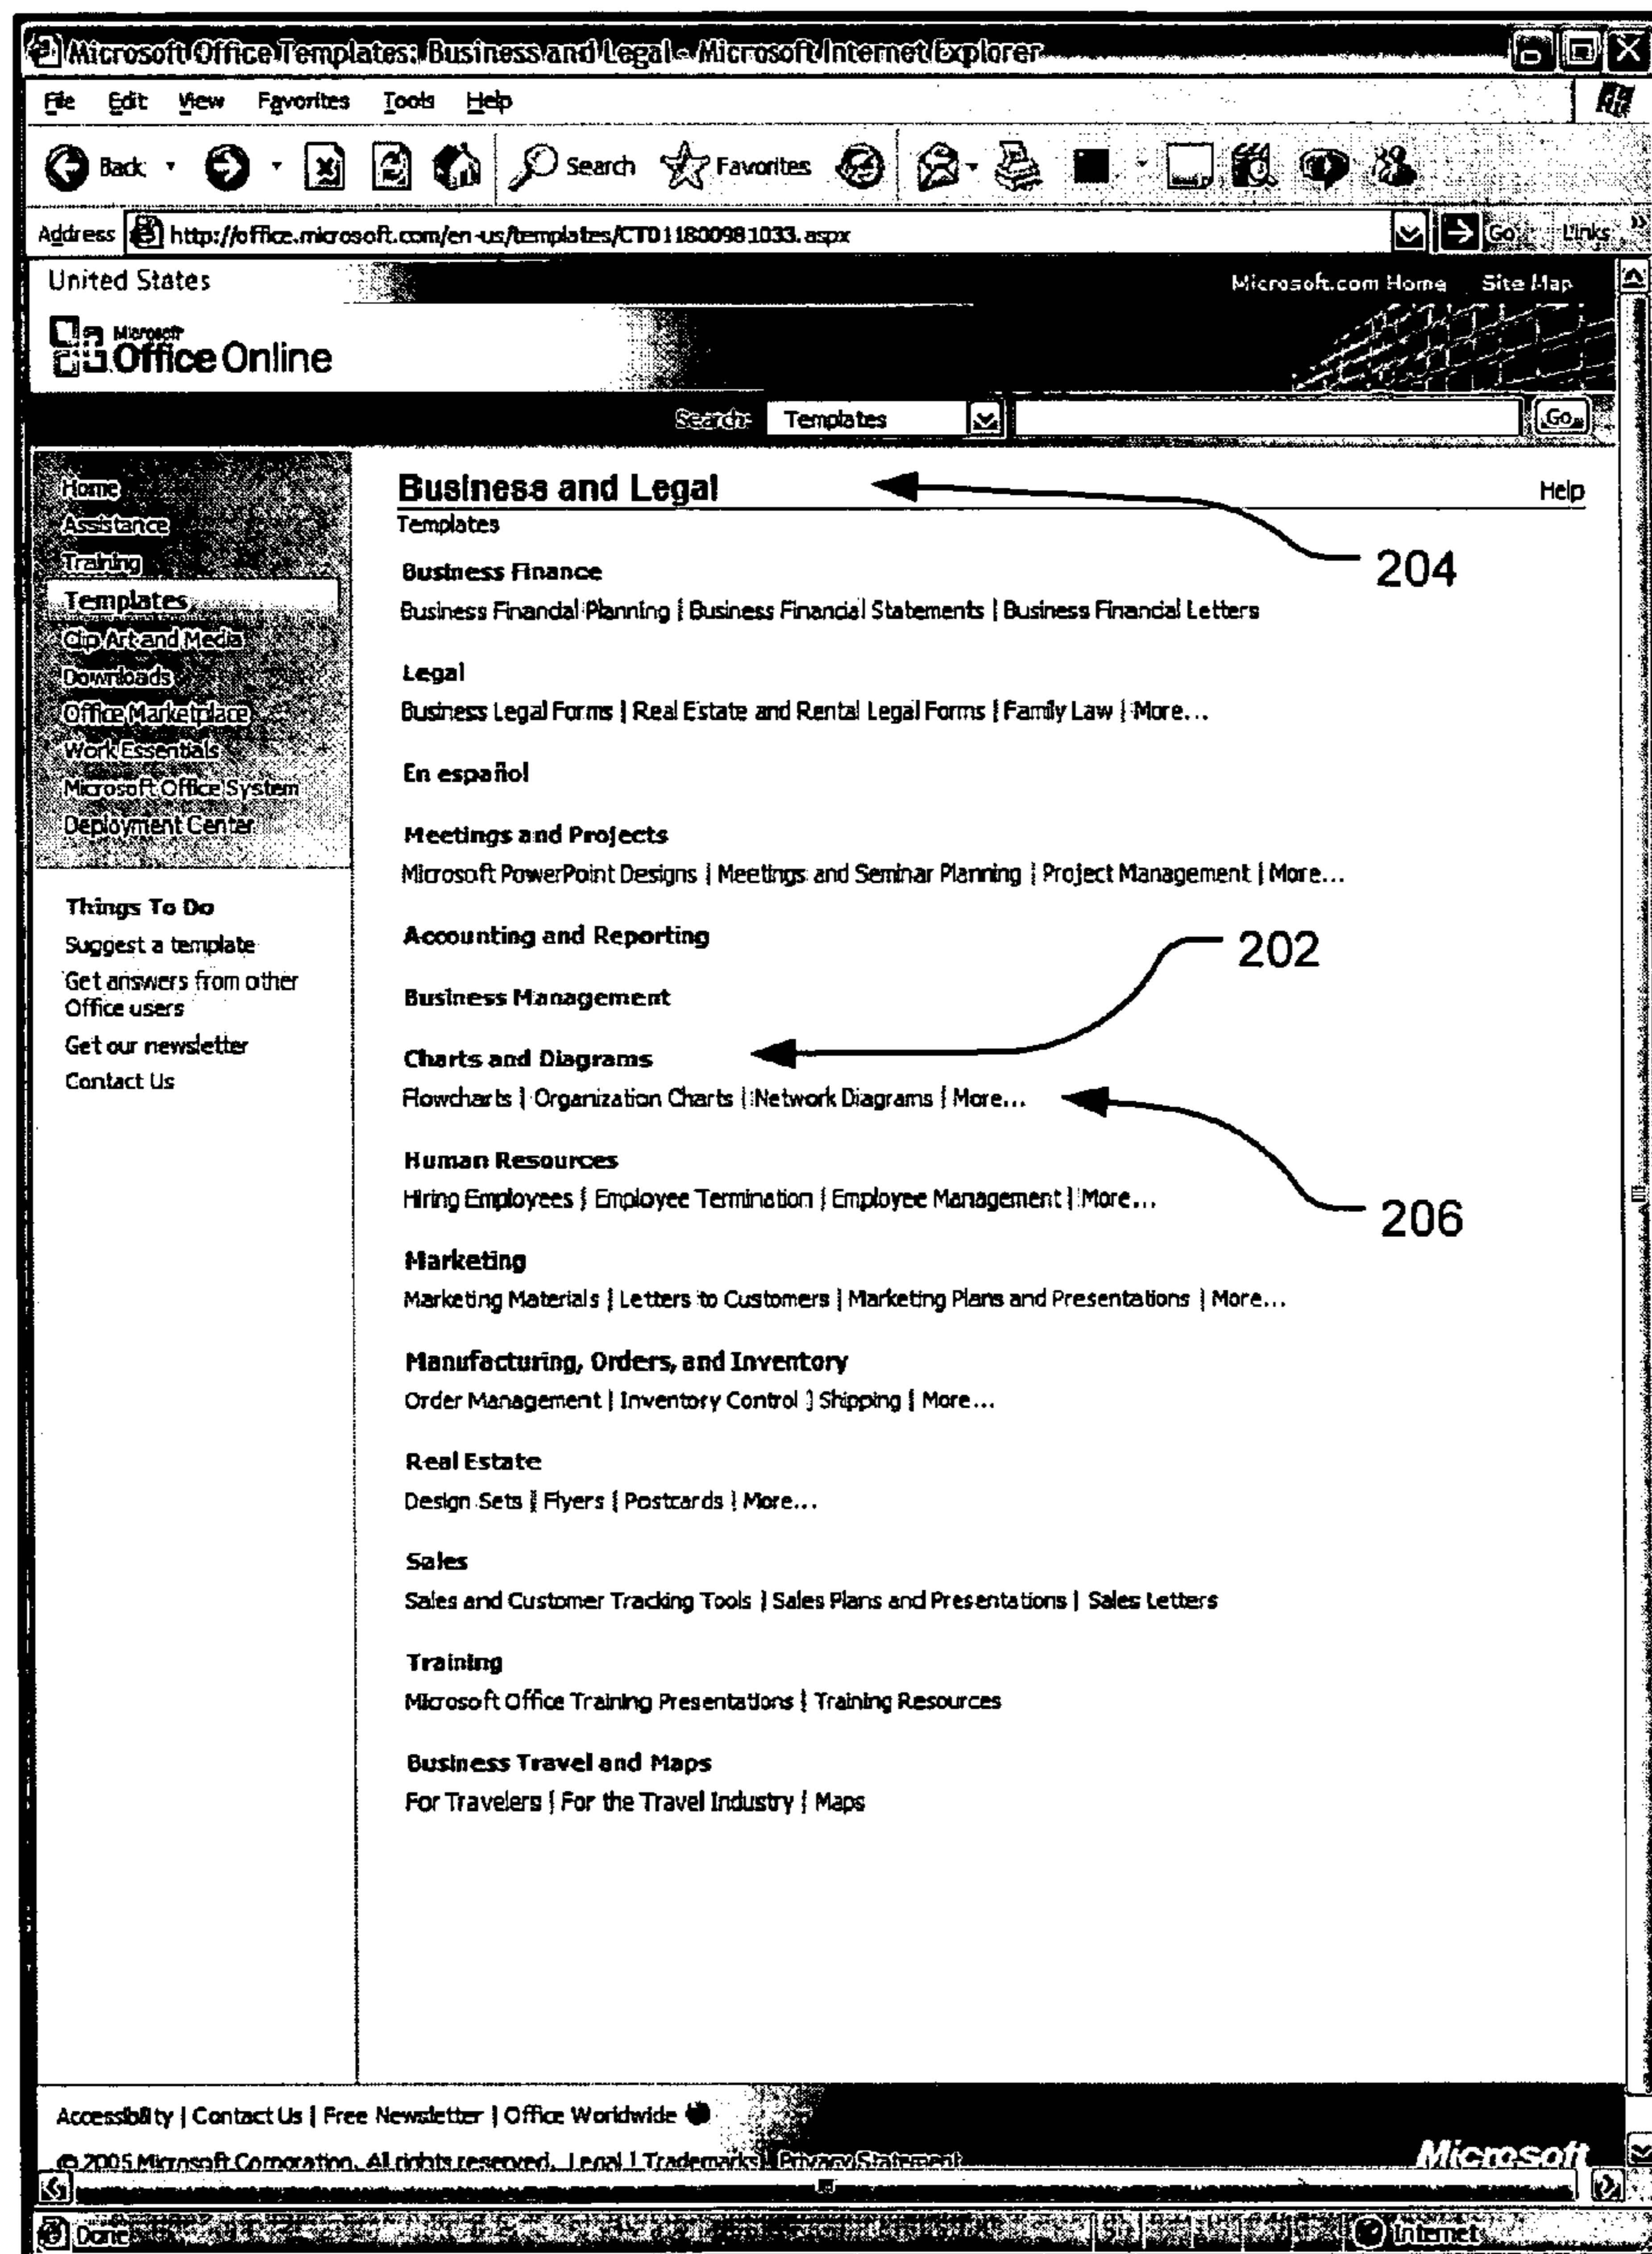 Microsoft Office Templates: Business and Legal - Microsoft Internet Explorer
File Edit View Favorites Tools Help
Back Search Favorites
Address http://office.microsoft.com/en-us/templates/CT011800981033.aspx Go Links »
United States Microsoft.com Home Site Map
Microsoft
Office Online
Search: Templates Go
Home
Assistance
Training
Templates
Clip Art and Media
Downloads
Office Marketplace
Work Essentials
Microsoft Office System
Deployment Center
Things To Do
Suggest a template
Get answers from other
Office users
Get our newsletter
Contact Us
Business and Legal Help
204
Templates
Business Finance
Business Financial Planning | Business Financial Statements | Business Financial Letters
Legal
Business Legal Forms | Real Estate and Rental Legal Forms | Family Law | More...
En español
Meetings and Projects
Microsoft PowerPoint Designs | Meetings and Seminar Planning | Project Management | More...
Accounting and Reporting
202
Business Management
Charts and Diagrams
Flowcharts | Organization Charts | Network Diagrams | More...
206
Human Resources
Hiring Employees | Employee Termination | Employee Management | More...
Marketing
Marketing Materials | Letters to Customers | Marketing Plans and Presentations | More...
Manufacturing, Orders, and Inventory
Order Management | Inventory Control | Shipping | More...
Real Estate
Design Sets | Flyers | Postcards | More...
Sales
Sales and Customer Tracking Tools | Sales Plans and Presentations | Sales Letters
Training
Microsoft Office Training Presentations | Training Resources
Business Travel and Maps
For Travelers | For the Travel Industry | Maps
Accessibility | Contact Us | Free Newsletter | Office Worldwide
© 2005 Microsoft Corporation. All rights reserved. Legal | Trademarks | Privacy Statement
Microsoft
Done Internet